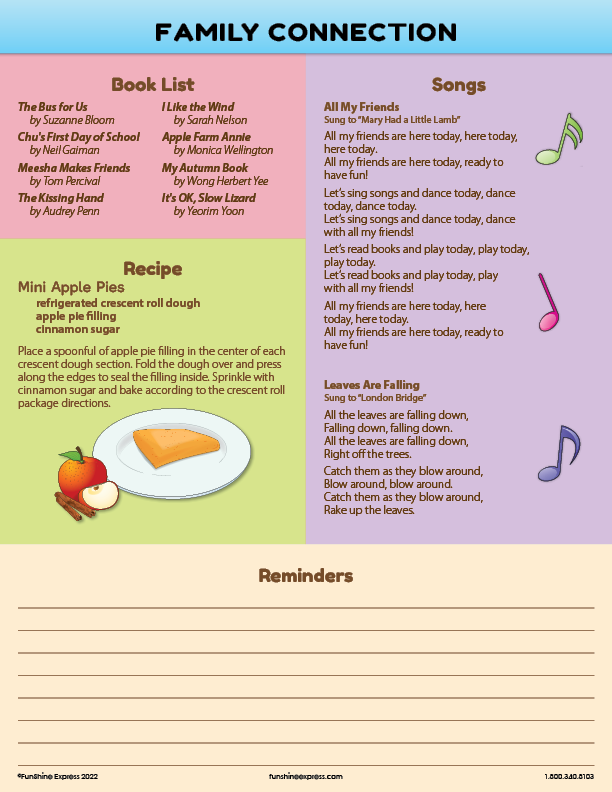 FAMILY CONNECTION
Book List
The Bus for Us
by Suzanne Bloom
Chu's First Day of School
by Neil Gaiman
Meesha Makes Friends
by Tom Percival
The Kissing Hand
by Audrey Penn
I Like the Wind
by Sarah Nelson
Apple Farm Annie
by Monica Wellington
My Autumn Book
by Wong Herbert Yee
It's OK, Slow Lizard
by Yeorim Yoon
Recipe
Mini Apple Pies
refrigerated crescent roll dough
apple pie filling
cinnamon sugar
Place a spoonful of apple pie filling in the center of each
crescent dough section. Fold the dough over and press
along the edges to seal the filling inside. Sprinkle with
cinnamon sugar and bake according to the crescent roll
package directions.
Songs
All My Friends
Sung to “Mary Had a Little Lamb”
All my friends are here today, here today,
here today.
All my friends are here today, ready to
have fun!
Let’s sing songs and dance today, dance
today, dance today.
Let’s sing songs and dance today, dance
with all my friends!
Let’s read books and play today, play today,
play today.
Let’s read books and play today, play
with all my friends!
All my friends are here today, here
today, here today.
All my friends are here today, ready to
have fun!
Leaves Are Falling
Sung to “London Bridge”
All the leaves are falling down,
Falling down, falling down.
All the leaves are falling down,
Right off the trees.
Catch them as they blow around,
Blow around, blow around.
Catch them as they blow around,
Rake up the leaves.
Reminders
©FunShine Express 2022
funshineexpress.com
1.800.340.8103